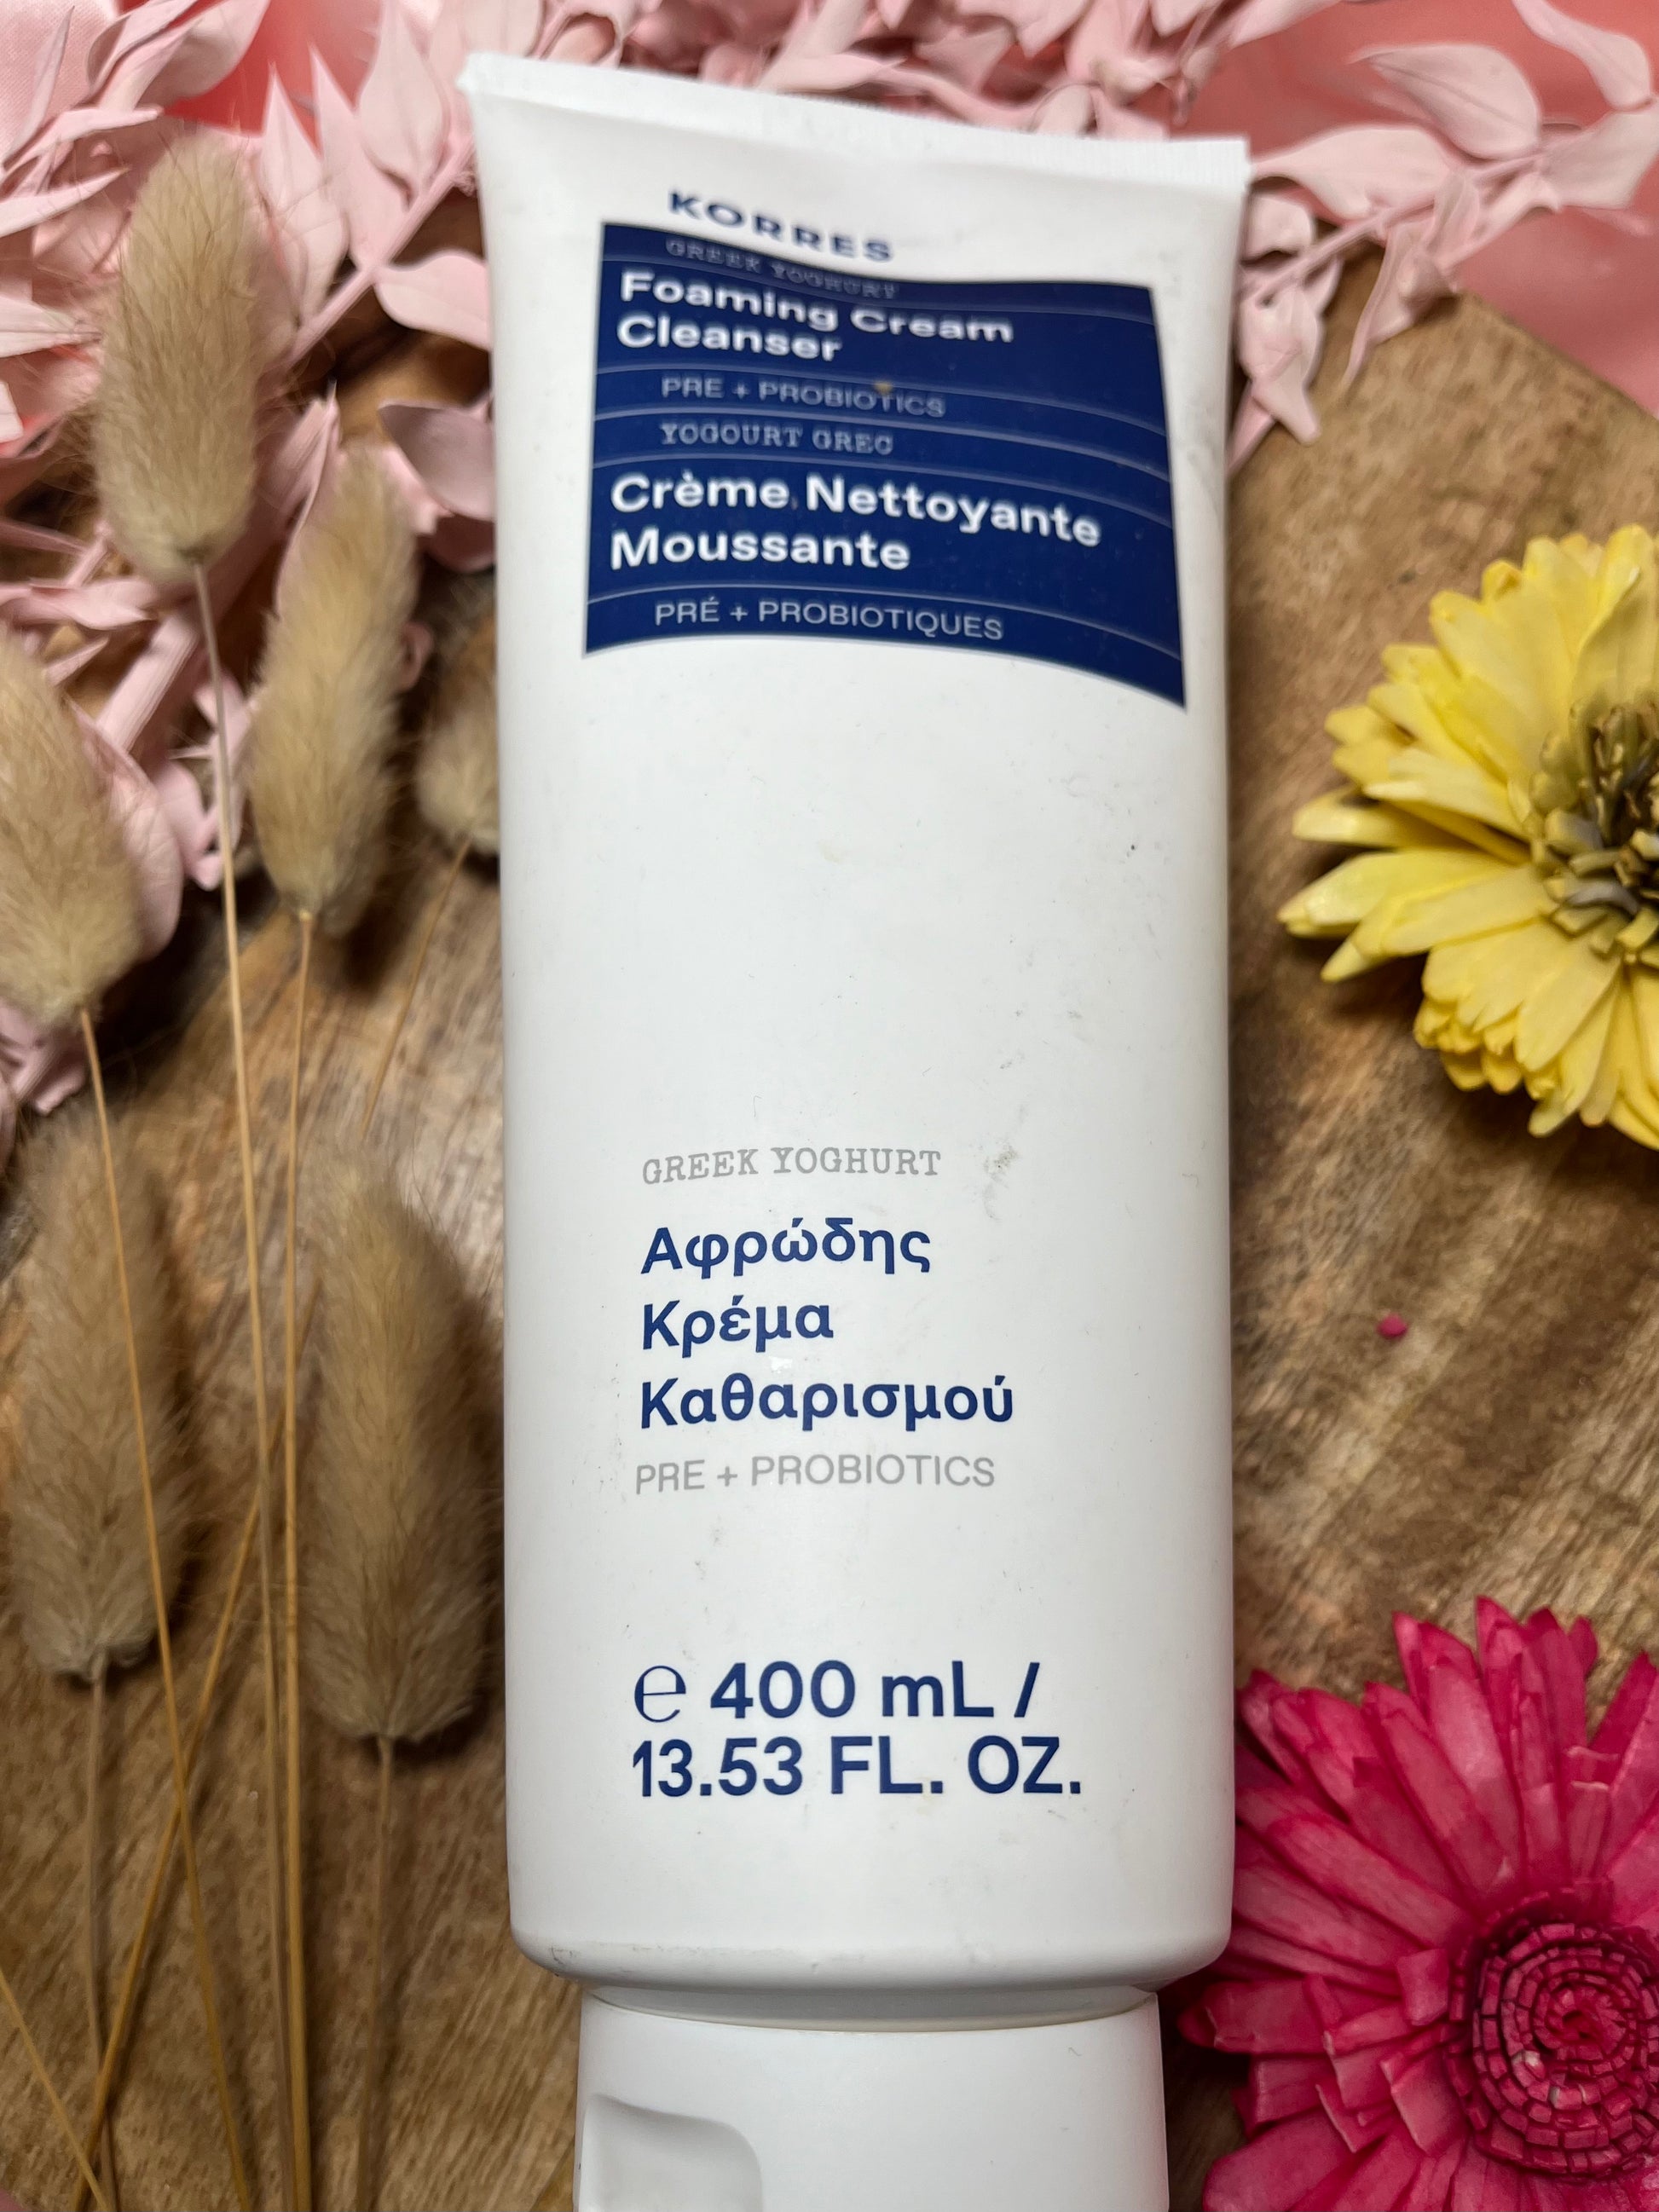 KORRES
GREEK YOGHURT
Foaming Cream
Cleanser
PRE + PROBIOTICS
YOGOURT GREC
Crème Nettoyante
Moussante
PRÉ + PROBIOTIQUES
GREEK YOGHURT
Αφρώδης
Κρέμα
Καθαρισμού
PRE + PROBIOTICS
℮ 400 mL /
13.53 FL. OZ.